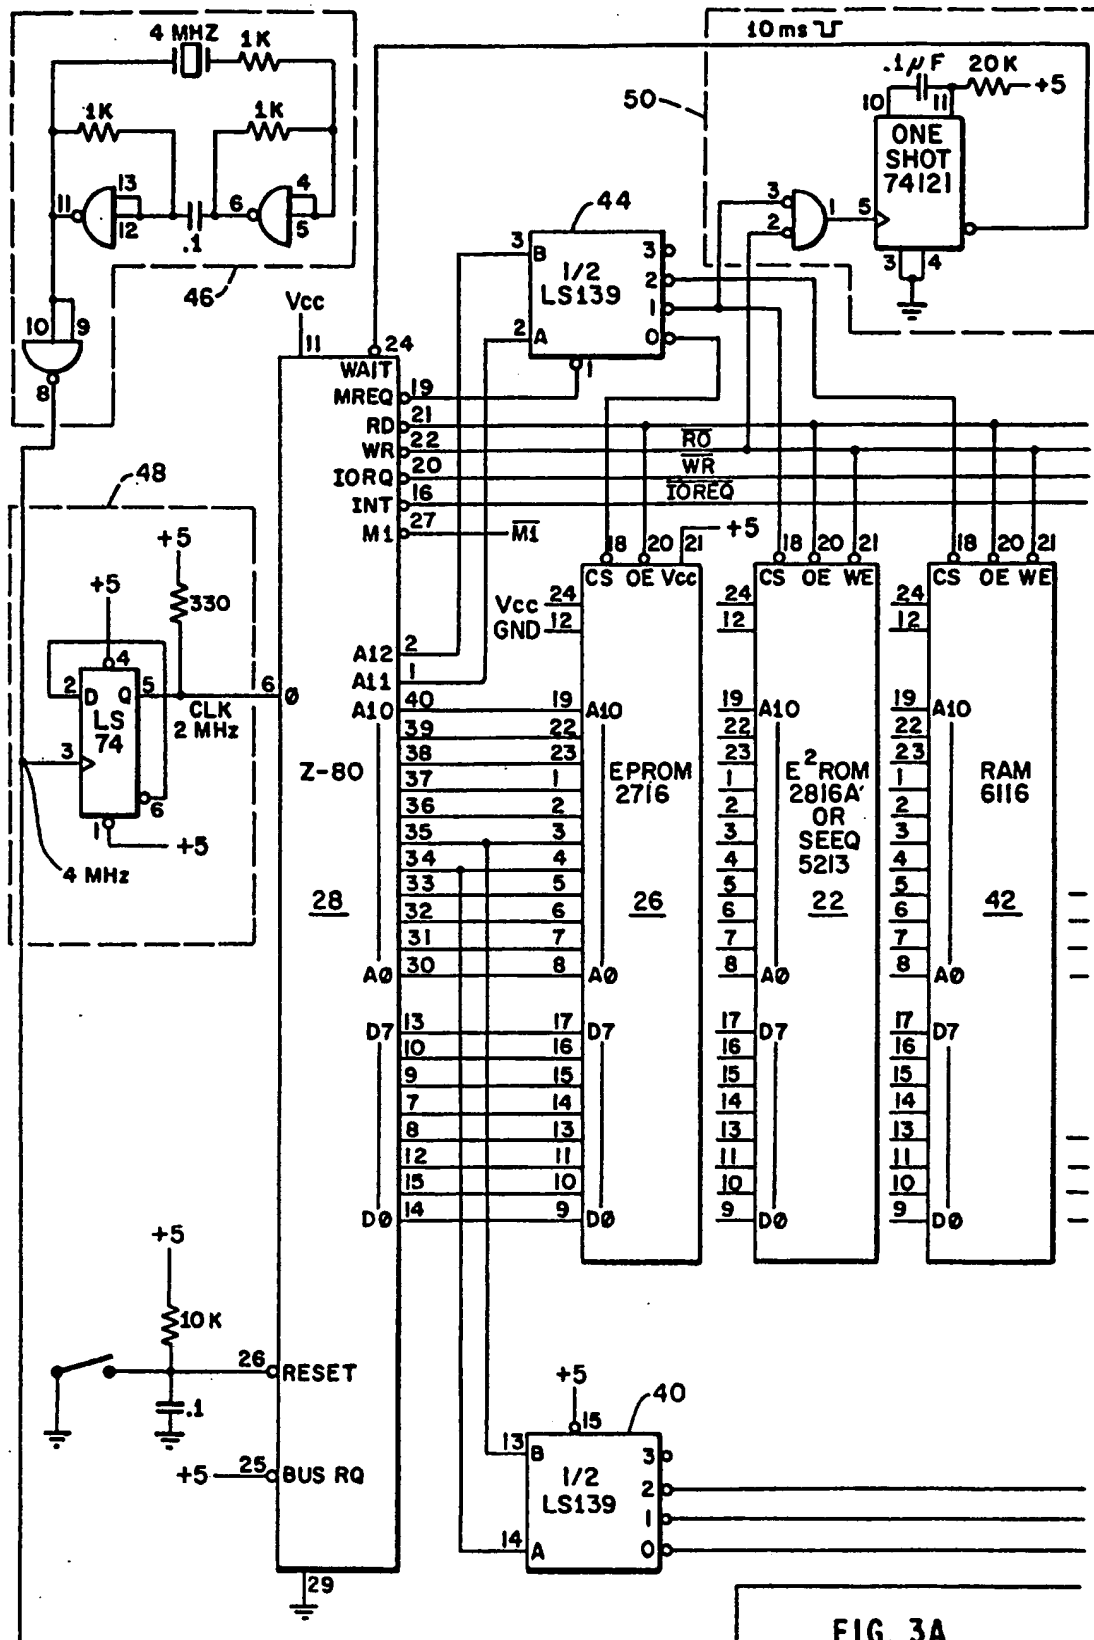 4 MHZ
1K
1K
1K
11
13
12
.1
6
4
5
10
9
8
46
10 ms
.1 µF
20K
+5
50
10
11
ONE
SHOT
74121
3
2
1
5
3
4
44
3
B
1/2
LS139
2
A
3
2
1
0
1
Vcc
11
24
WAIT
MREQ
19
RD
21
WR
22
IORQ
20
INT
16
M1
27
M1
RO
WR
IOREQ
48
+5
+5
330
4
2
D
Q
5
LS
74
3
6
1
+5
CLK
2 MHz
6
Ø
4 MHz
Z-80
28
A12
2
A11
1
A10
40
39
38
37
36
35
34
33
32
31
30
A0
D7
13
10
9
7
8
12
15
14
D0
18
20
21
+5
CS
OE
Vcc
Vcc
24
GND
12
19
A10
22
23
1
2
3
4
5
6
7
8
A0
17
D7
16
15
14
13
11
10
9
D0
EPROM
2716
26
18
20
21
CS
OE
WE
24
12
19
A10
22
23
1
2
3
4
5
6
7
8
A0
17
D7
16
15
14
13
11
10
9
D0
E²ROM
2816A
OR
SEEQ
5213
22
18
20
21
CS
OE
WE
24
12
19
A10
22
23
1
2
3
4
5
6
7
8
A0
17
D7
16
15
14
13
11
10
9
D0
RAM
6116
42
+5
10K
26
RESET
.1
+5
25
BUS RQ
29
+5
15
40
13
B
1/2
LS139
14
A
3
2
1
0
FIG. 3A